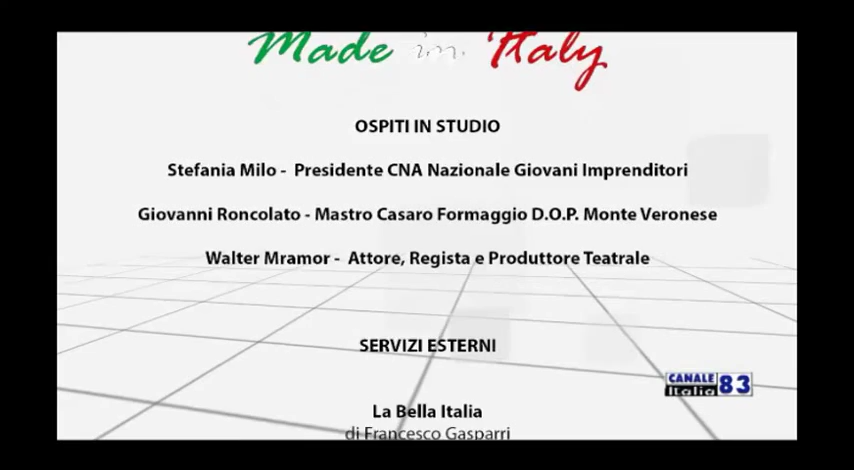 Made in Italy
OSPITI IN STUDIO
Stefania Milo - Presidente CNA Nazionale Giovani Imprenditori
Giovanni Roncolato - Mastro Casaro Formaggio D.O.P. Monte Veronese
Walter Mramor - Attore, Regista e Produttore Teatrale
SERVIZI ESTERNI
CANALE 83
Italia
La Bella Italia
di Francesco Gasparri